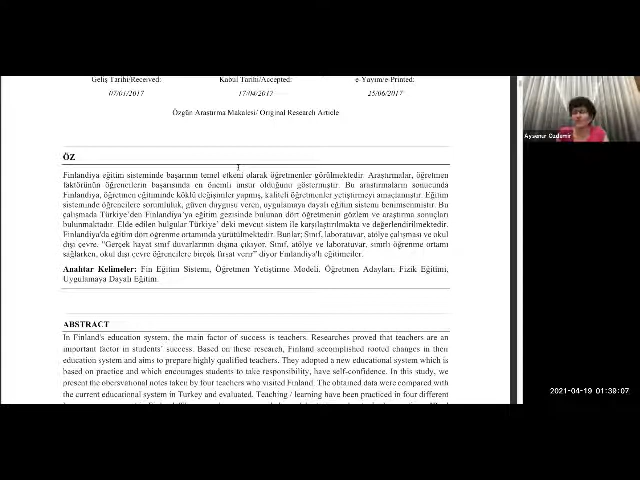 Geliş Tarihi/Received: Kabul Tarihi/Accepted: e-Yayım/e-Printed:
07/01/2017 17/04/2017 25/06/2017
Özgün Araştırma Makalesi/ Original Research Article
ÖZ
Finlandiya eğitim sisteminde başarının temel etkeni olarak öğretmenler görülmektedir. Araştırmalar, öğretmen
faktörünün öğrencilerin başarısında en önemli unsur olduğunu göstermiştir. Bu araştırmaların sonucunda
Finlandiya, öğretmen eğitiminde köklü değişimler yapmış, kaliteli öğretmenler yetiştirmeyi amaçlamıştır. Eğitim
sisteminde öğrencilere sorumluluk, güven duygusu veren, uygulamaya dayalı eğitim sistemi benimsenmiştir. Bu
çalışmada Türkiye'den Finlandiya'ya eğitim gezisinde bulunan dört öğretmenin gözlem ve araştırma sonuçları
bulunmaktadır. Elde edilen bulgular Türkiye' deki mevcut sistem ile karşılaştırılmakta ve değerlendirilmektedir.
Finlandiya'da eğitim dört öğrenme ortamında yürütülmektedir. Bunlar; Sınıf, laboratuvar, atölye çalışması ve okul
dışı çevre. "Gerçek hayat sınıf duvarlarının dışına çıkıyor. Sınıf, atölye ve laboratuvar, sınırlı öğrenme ortamı
sağlarken, okul dışı çevre öğrencilere birçok fırsat verir" diyor Finlandiya'lı eğitimciler.
Anahtar Kelimeler: Fin Eğitim Sistemi, Öğretmen Yetiştirme Modeli, Öğretmen Adayları, Fizik Eğitimi,
Uygulamaya Dayalı Eğitim.
ABSTRACT
In Finland's education system, the main factor of success is teachers. Researches proved that teachers are an
important factor in students' success. Based on these research, Finland accomplished rooted changes in their
education system and aims to prepare highly qualified teachers. They adopted a new educational system which is
based on practice and which encourages students to take responsibility, have self-confidence. In this study, we
present the obersvational notes taken by four teachers who visited Finland. The obtained data were compared with
the current educational system in Turkey and evaluated. Teaching / learning have been practiced in four different
Aysenur Ozdemir
2021-04-19 01:39:07